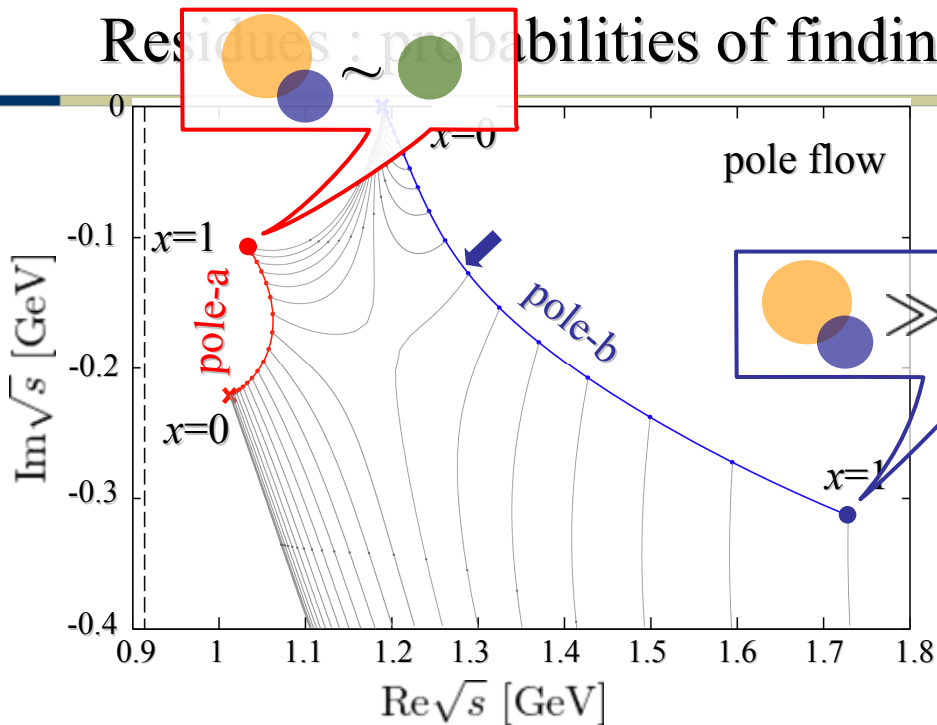 Residues : probabilities of findin
~
x=0
pole flow
x=1
pole-a
pole-b
≫
x=0
x=1
0
-0.1
-0.2
-0.3
-0.4
Im√s [GeV]
0.9 1 1.1 1.2 1.3 1.4 1.5 1.6 1.7 1.8
Re√s [GeV]